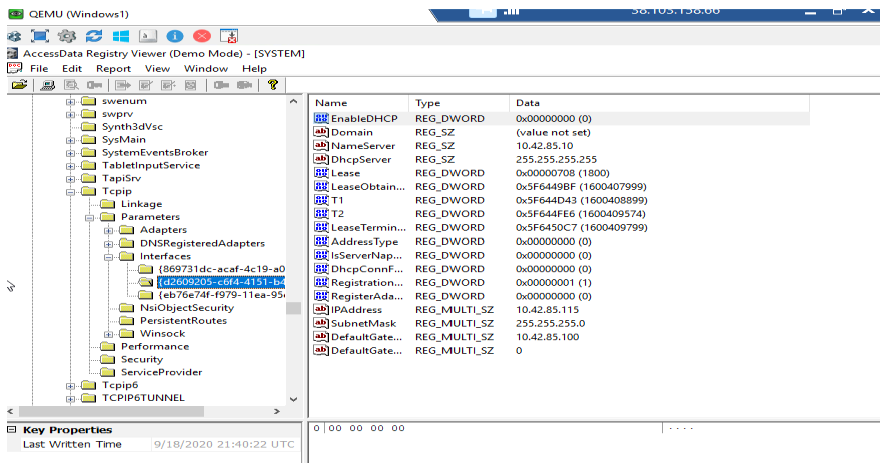 QEMU (Windows1)
38.103.138.66
AccessData Registry Viewer (Demo Mode) - [SYSTEM]
File Edit Report View Window Help
swenum
swprv
Synth3dVsc
SysMain
SystemEventsBroker
TabletInputService
TapiSrv
Tcpip
Linkage
Parameters
Adapters
DNSRegisteredAdapters
Interfaces
{869731dc-acaf-4c19-a0
{d2609205-c6f4-4151-b4
{eb76e74f-f979-11ea-95
NsiObjectSecurity
PersistentRoutes
Winsock
Performance
Security
ServiceProvider
Tcpip6
TCPIP6TUNNEL
Key Properties
Last Written Time 9/18/2020 21:40:22 UTC
Name Type Data
EnableDHCP REG_DWORD 0x00000000 (0)
Domain REG_SZ (value not set)
NameServer REG_SZ 10.42.85.10
DhcpServer REG_SZ 255.255.255.255
Lease REG_DWORD 0x00000708 (1800)
LeaseObtain... REG_DWORD 0x5F6449BF (1600407999)
T1 REG_DWORD 0x5F644D43 (1600408899)
T2 REG_DWORD 0x5F644FE6 (1600409574)
LeaseTermin... REG_DWORD 0x5F6450C7 (1600409799)
AddressType REG_DWORD 0x00000000 (0)
IsServerNap... REG_DWORD 0x00000000 (0)
DhcpConnF... REG_DWORD 0x00000000 (0)
Registration... REG_DWORD 0x00000001 (1)
RegisterAda... REG_DWORD 0x00000000 (0)
IPAddress REG_MULTI_SZ 10.42.85.115
SubnetMask REG_MULTI_SZ 255.255.255.0
DefaultGate... REG_MULTI_SZ 10.42.85.100
DefaultGate... REG_MULTI_SZ 0
0 00 00 00 00 ....